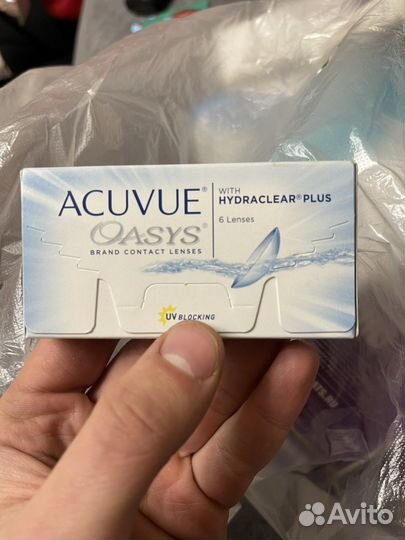 ACUVUE®
OASYS®
BRAND CONTACT LENSES
WITH
HYDRACLEAR® PLUS
6 Lenses
UV BLOCKING
Avito